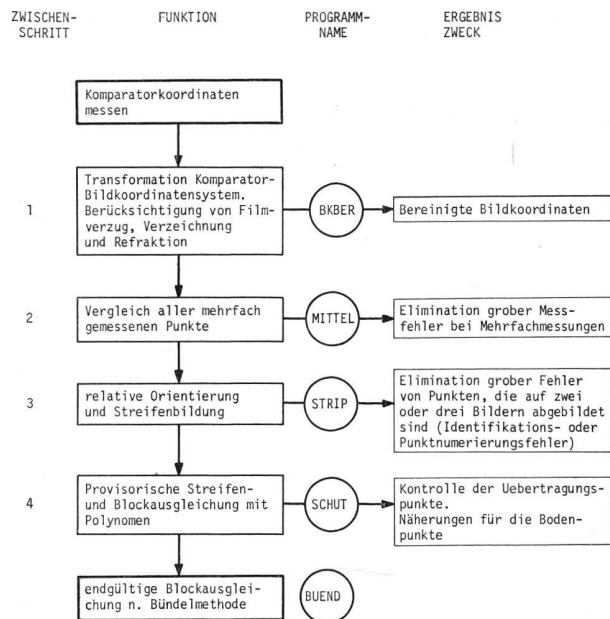 ZWISCHEN-
SCHRITT
FUNKTION
PROGRAMM-
NAME
ERGEBNIS
ZWECK
Komparatorkoordinaten
messen
1
Transformation Komparator-
Bildkoordinatensystem.
Berücksichtigung von Film-
verzug, Verzeichnung
und Refraktion
BKBER
Bereinigte Bildkoordinaten
2
Vergleich aller mehrfach
gemessenen Punkte
MITTEL
Elimination grober Mess-
fehler bei Mehrfachmessungen
3
relative Orientierung
und Streifenbildung
STRIP
Elimination grober Fehler
von Punkten, die auf zwei
oder drei Bildern abgebildet
sind (Identifikations- oder
Punktnumerierungsfehler)
4
Provisorische Streifen-
und Blockausgleichung mit
Polynomen
SCHUT
Kontrolle der Uebertragungs-
punkte.
Näherungen für die Boden-
punkte
endgültige Blockausglei-
chung n. Bündelmethode
BUEND